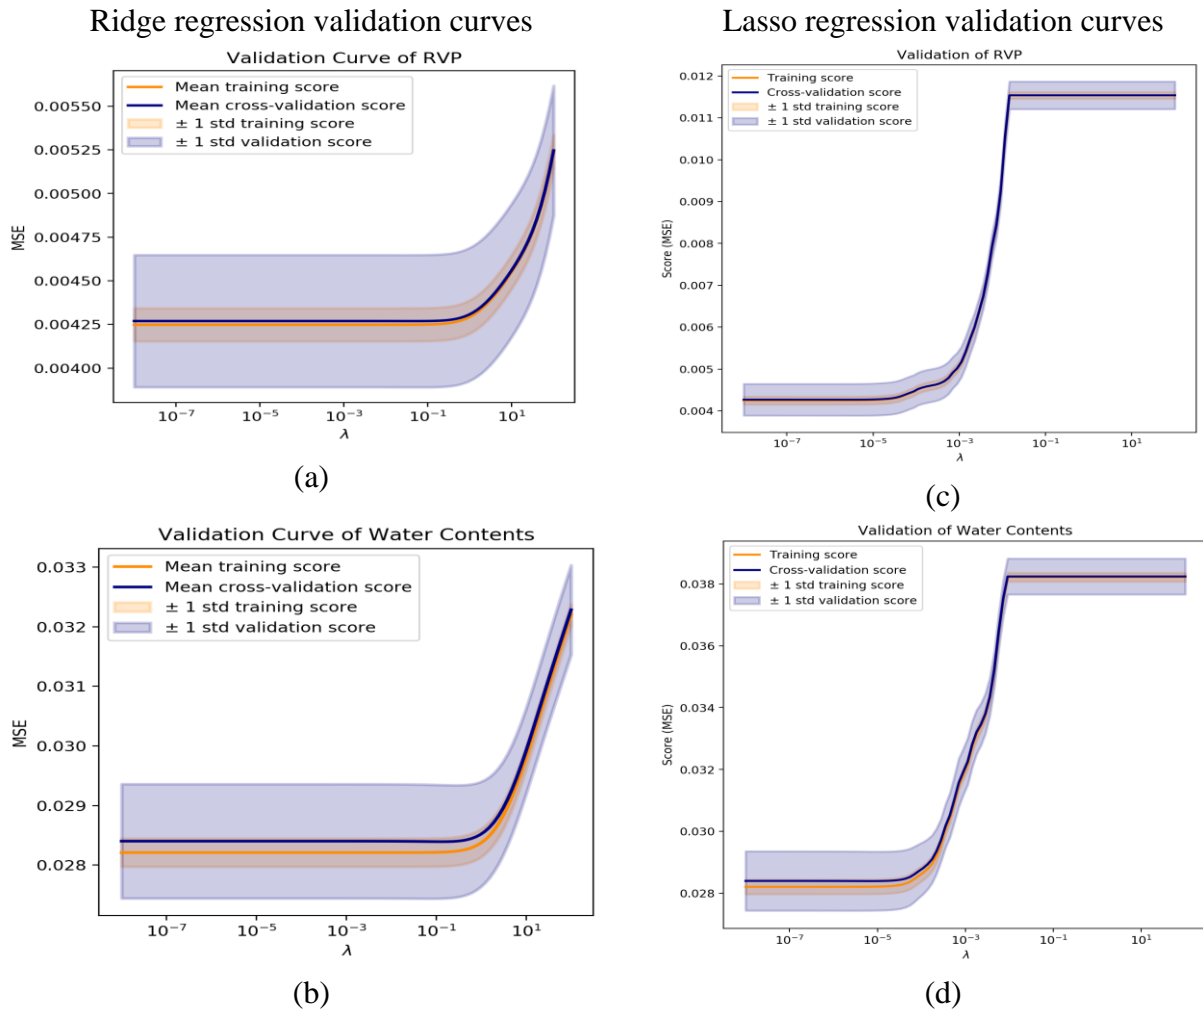 Ridge regression validation curves
Lasso regression validation curves
Validation Curve of RVP
Mean training score
Mean cross-validation score
± 1 std training score
± 1 std validation score
0.00550
0.00525
0.00500
0.00475
0.00450
0.00425
0.00400
MSE
10⁻⁷ 10⁻⁵ 10⁻³ 10⁻¹ 10¹
λ
(a)
Validation of RVP
Training score
Cross-validation score
± 1 std training score
± 1 std validation score
0.012
0.011
0.010
0.009
0.008
0.007
0.006
0.005
0.004
Score (MSE)
10⁻⁷ 10⁻⁵ 10⁻³ 10⁻¹ 10¹
λ
(c)
Validation Curve of Water Contents
Mean training score
Mean cross-validation score
± 1 std training score
± 1 std validation score
0.033
0.032
0.031
0.030
0.029
0.028
MSE
10⁻⁷ 10⁻⁵ 10⁻³ 10⁻¹ 10¹
λ
(b)
Validation of Water Contents
Training score
Cross-validation score
± 1 std training score
± 1 std validation score
0.038
0.036
0.034
0.032
0.030
0.028
Score (MSE)
10⁻⁷ 10⁻⁵ 10⁻³ 10⁻¹ 10¹
λ
(d)